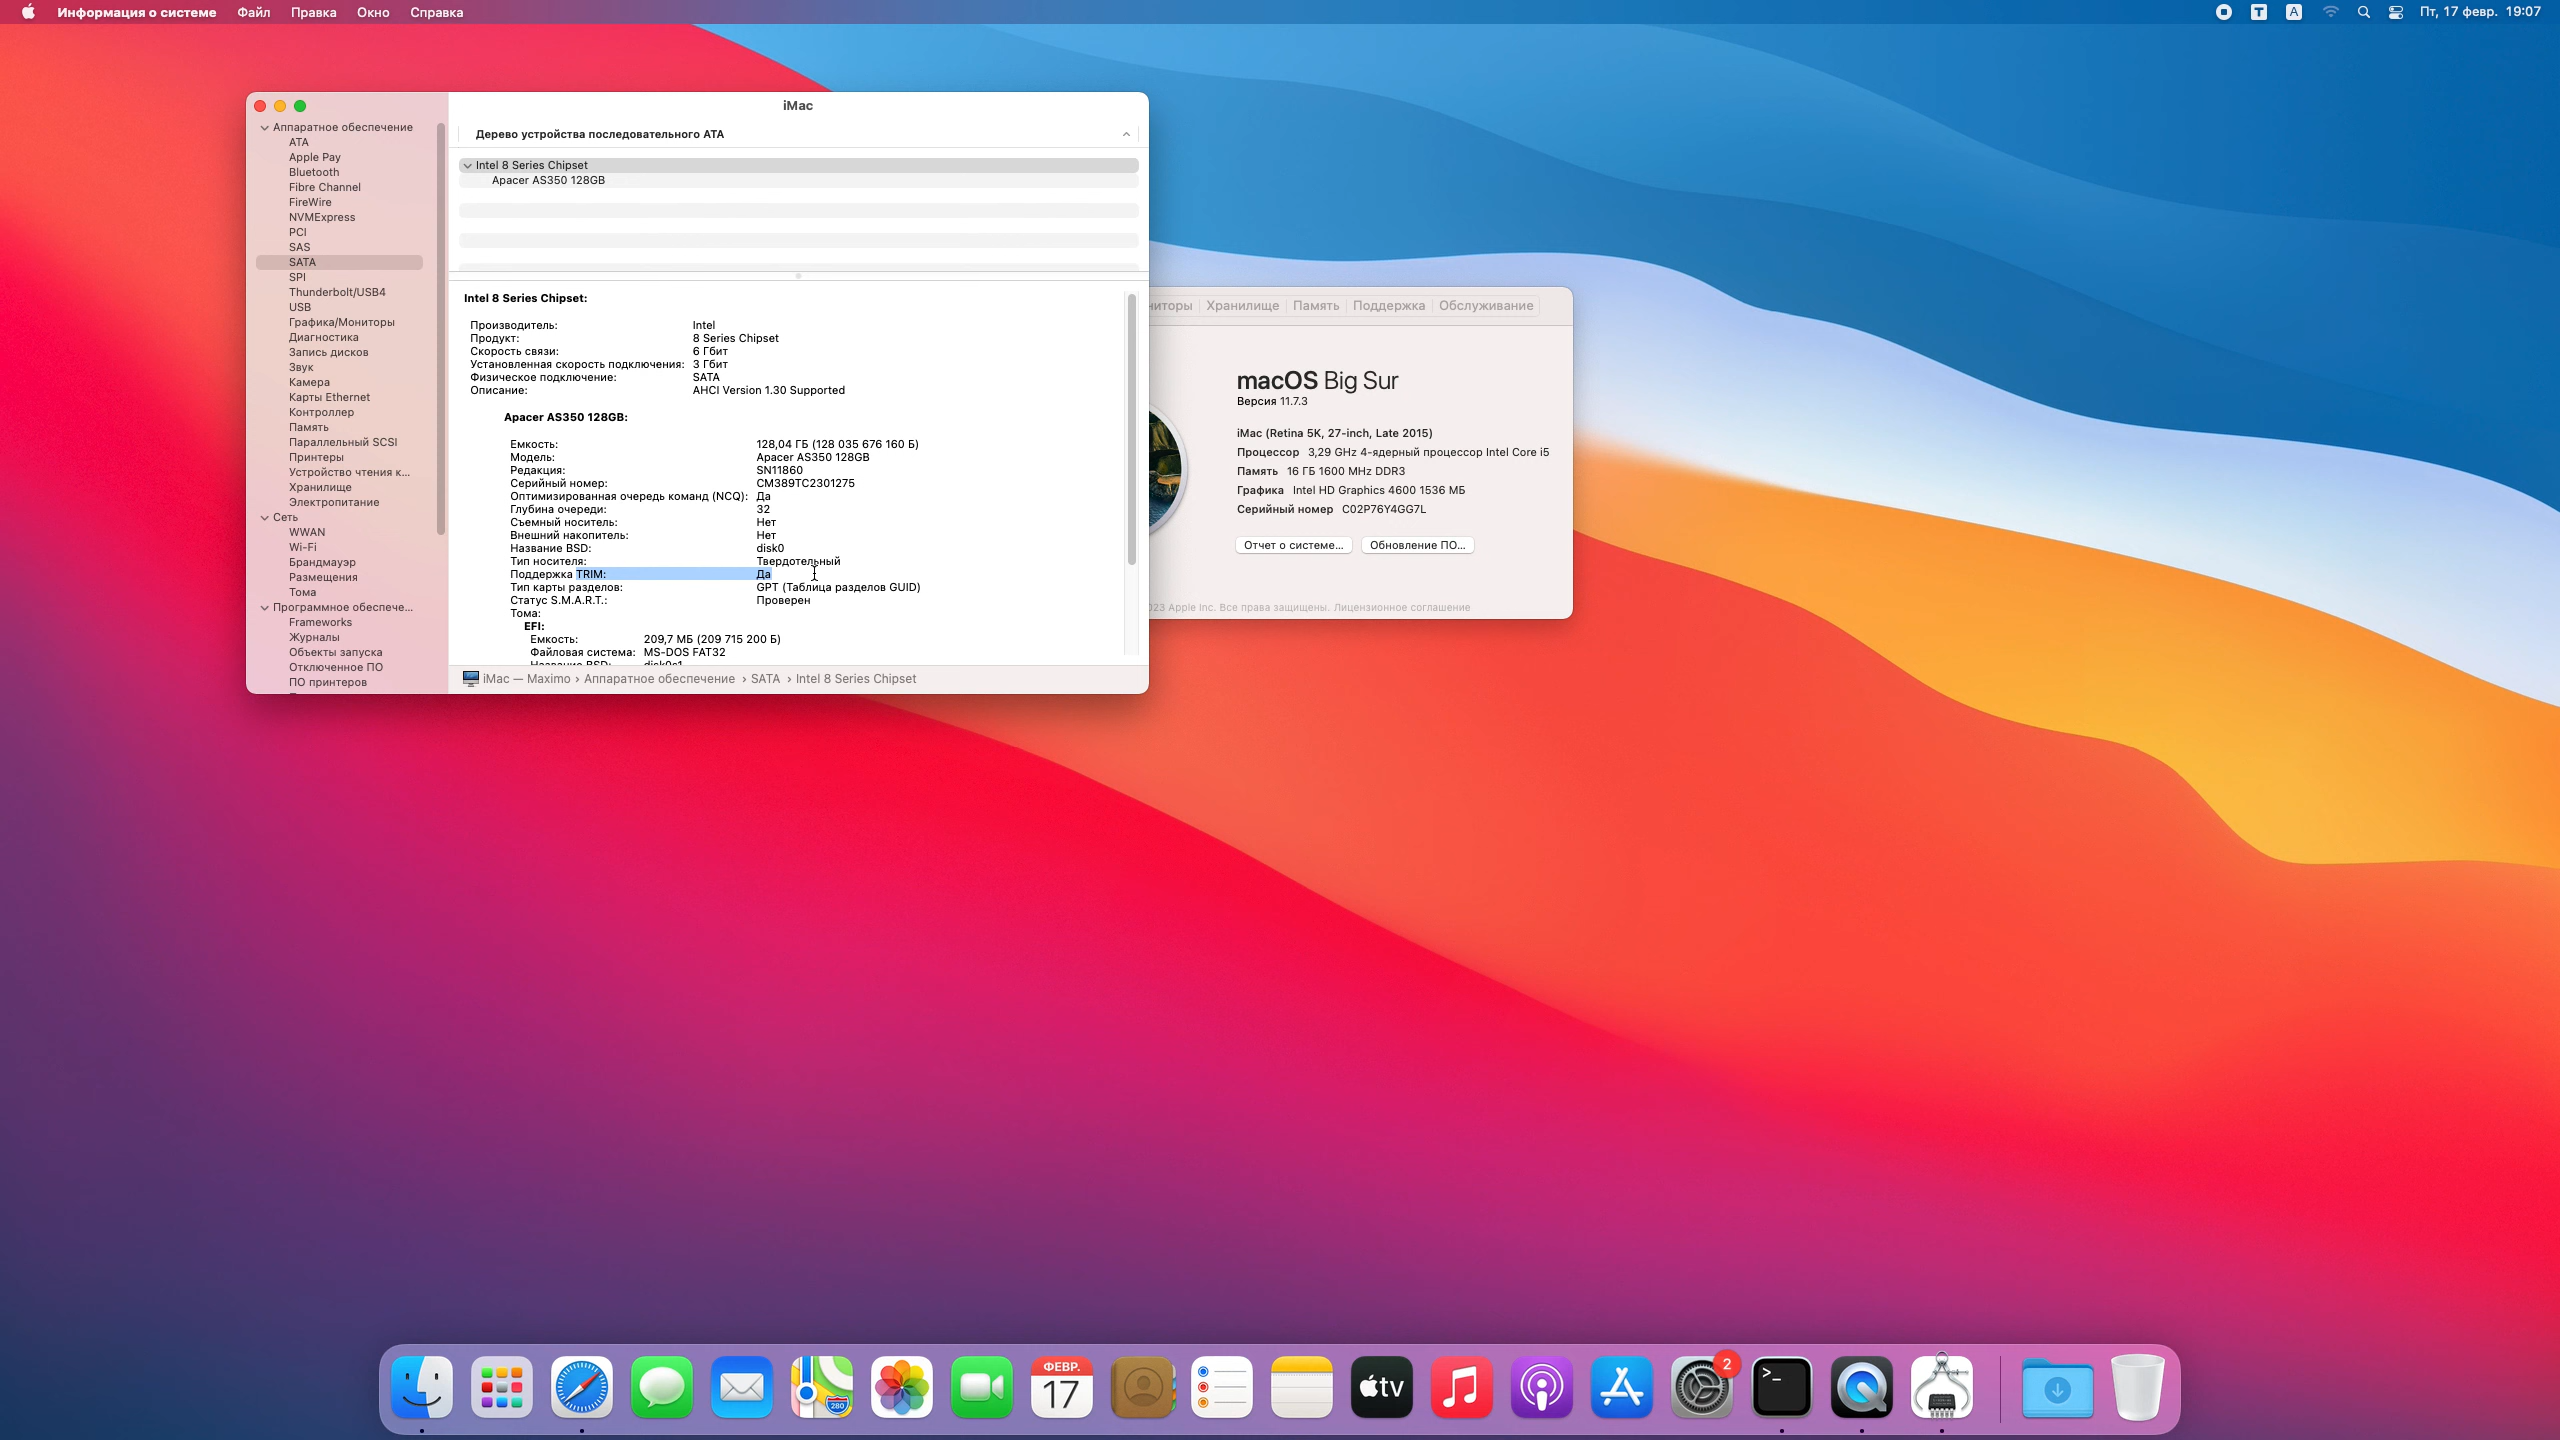 Информация о системе Файл Правка Окно Справка
T A Пт, 17 февр. 19:07
iMac
Аппаратное обеспечение
ATA
Apple Pay
Bluetooth
Fibre Channel
FireWire
NVMExpress
PCI
SAS
SATA
SPI
Thunderbolt/USB4
USB
Графика/Мониторы
Диагностика
Запись дисков
Звук
Камера
Карты Ethernet
Контроллер
Память
Параллельный SCSI
Принтеры
Устройство чтения к...
Хранилище
Электропитание
Сеть
WWAN
Wi-Fi
Брандмауэр
Размещения
Тома
Программное обеспече...
Frameworks
Журналы
Объекты запуска
Отключенное ПО
ПО принтеров
Дерево устройства последовательного ATA
Intel 8 Series Chipset
Apacer AS350 128GB
Intel 8 Series Chipset:
Производитель: Intel
Продукт: 8 Series Chipset
Скорость связи: 6 Гбит
Установленная скорость подключения: 3 Гбит
Физическое подключение: SATA
Описание: AHCI Version 1.30 Supported
Apacer AS350 128GB:
Емкость: 128,04 ГБ (128 035 676 160 Б)
Модель: Apacer AS350 128GB
Редакция: SN11860
Серийный номер: CM389TC2301275
Оптимизированная очередь команд (NCQ): Да
Глубина очереди: 32
Съемный носитель: Нет
Внешний накопитель: Нет
Название BSD: disk0
Тип носителя: Твердотельный
Поддержка TRIM: Да
Тип карты разделов: GPT (Таблица разделов GUID)
Статус S.M.A.R.T.: Проверен
Тома:
EFI:
Емкость: 209,7 МБ (209 715 200 Б)
Файловая система: MS-DOS FAT32
Название BSD: disk0s1
iMac — Maximo › Аппаратное обеспечение › SATA › Intel 8 Series Chipset
ниторы Хранилище Память Поддержка Обслуживание
macOS Big Sur
Версия 11.7.3
iMac (Retina 5K, 27-inch, Late 2015)
Процессор 3,29 GHz 4-ядерный процессор Intel Core i5
Память 16 ГБ 1600 MHz DDR3
Графика Intel HD Graphics 4600 1536 МБ
Серийный номер C02P76Y4GG7L
Отчет о системе... Обновление ПО...
23 Apple Inc. Все права защищены. Лицензионное соглашение
280
ФЕВР.
17
tv
2
>_